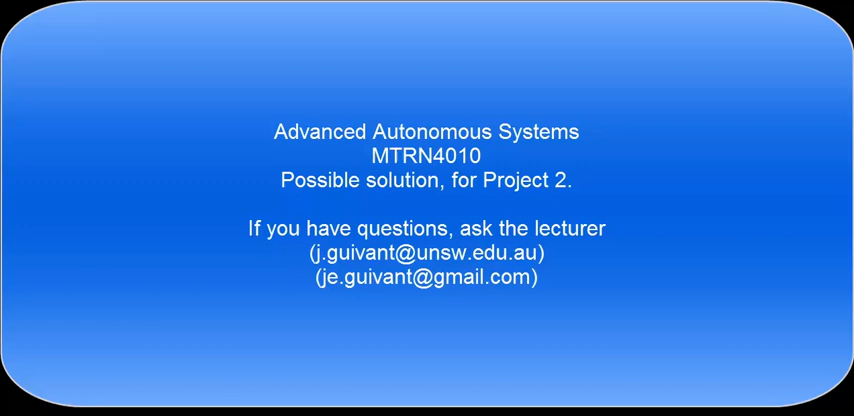 Advanced Autonomous Systems
MTRN4010
Possible solution, for Project 2.
If you have questions, ask the lecturer
(j.guivant@unsw.edu.au)
(je.guivant@gmail.com)